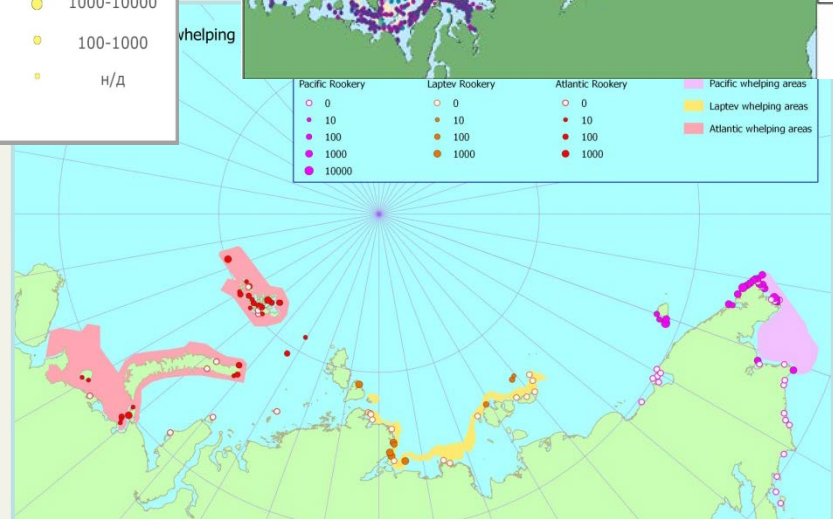 1000-10000
100-1000
н/д
whelping
Pacific Rookery
0
10
100
1000
10000
Laptev Rookery
0
10
100
1000
Atlantic Rookery
0
10
100
1000
Pacific whelping areas
Laptev whelping areas
Atlantic whelping areas